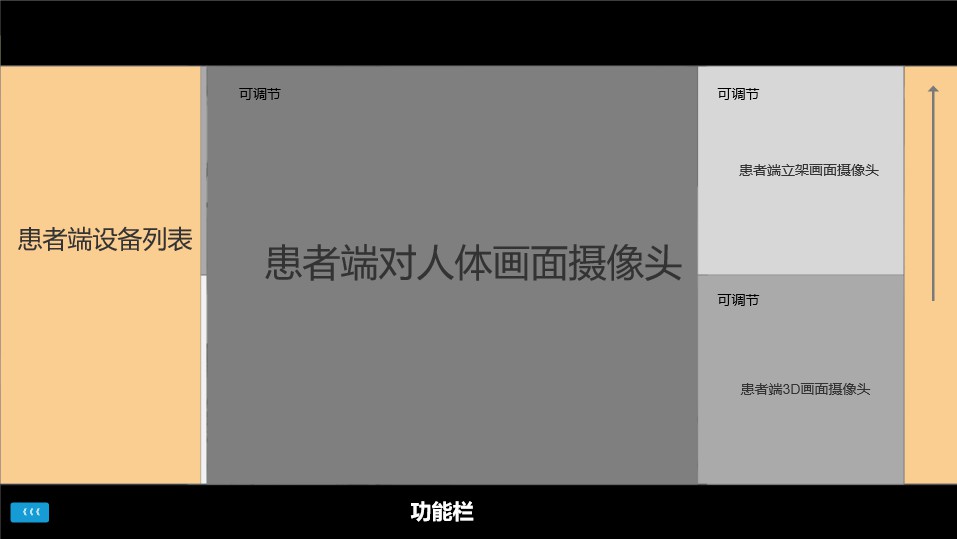 可调节
可调节
患者端立架画面摄像头
患者端设备列表
患者端对人体画面摄像头
可调节
患者端3D画面摄像头
功能栏